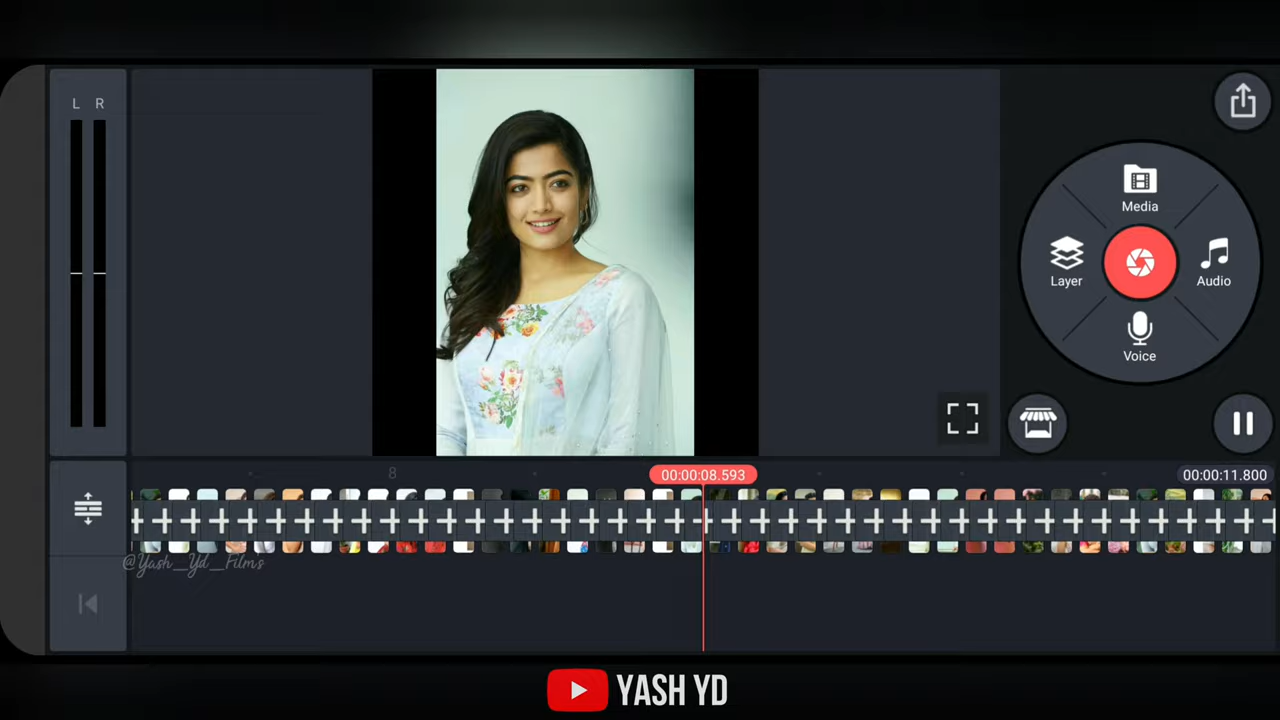 L R
Media
Layer
Audio
Voice
8
00:00:08.593
00:00:11.800
@Yash_Yd_Films
YASH YD